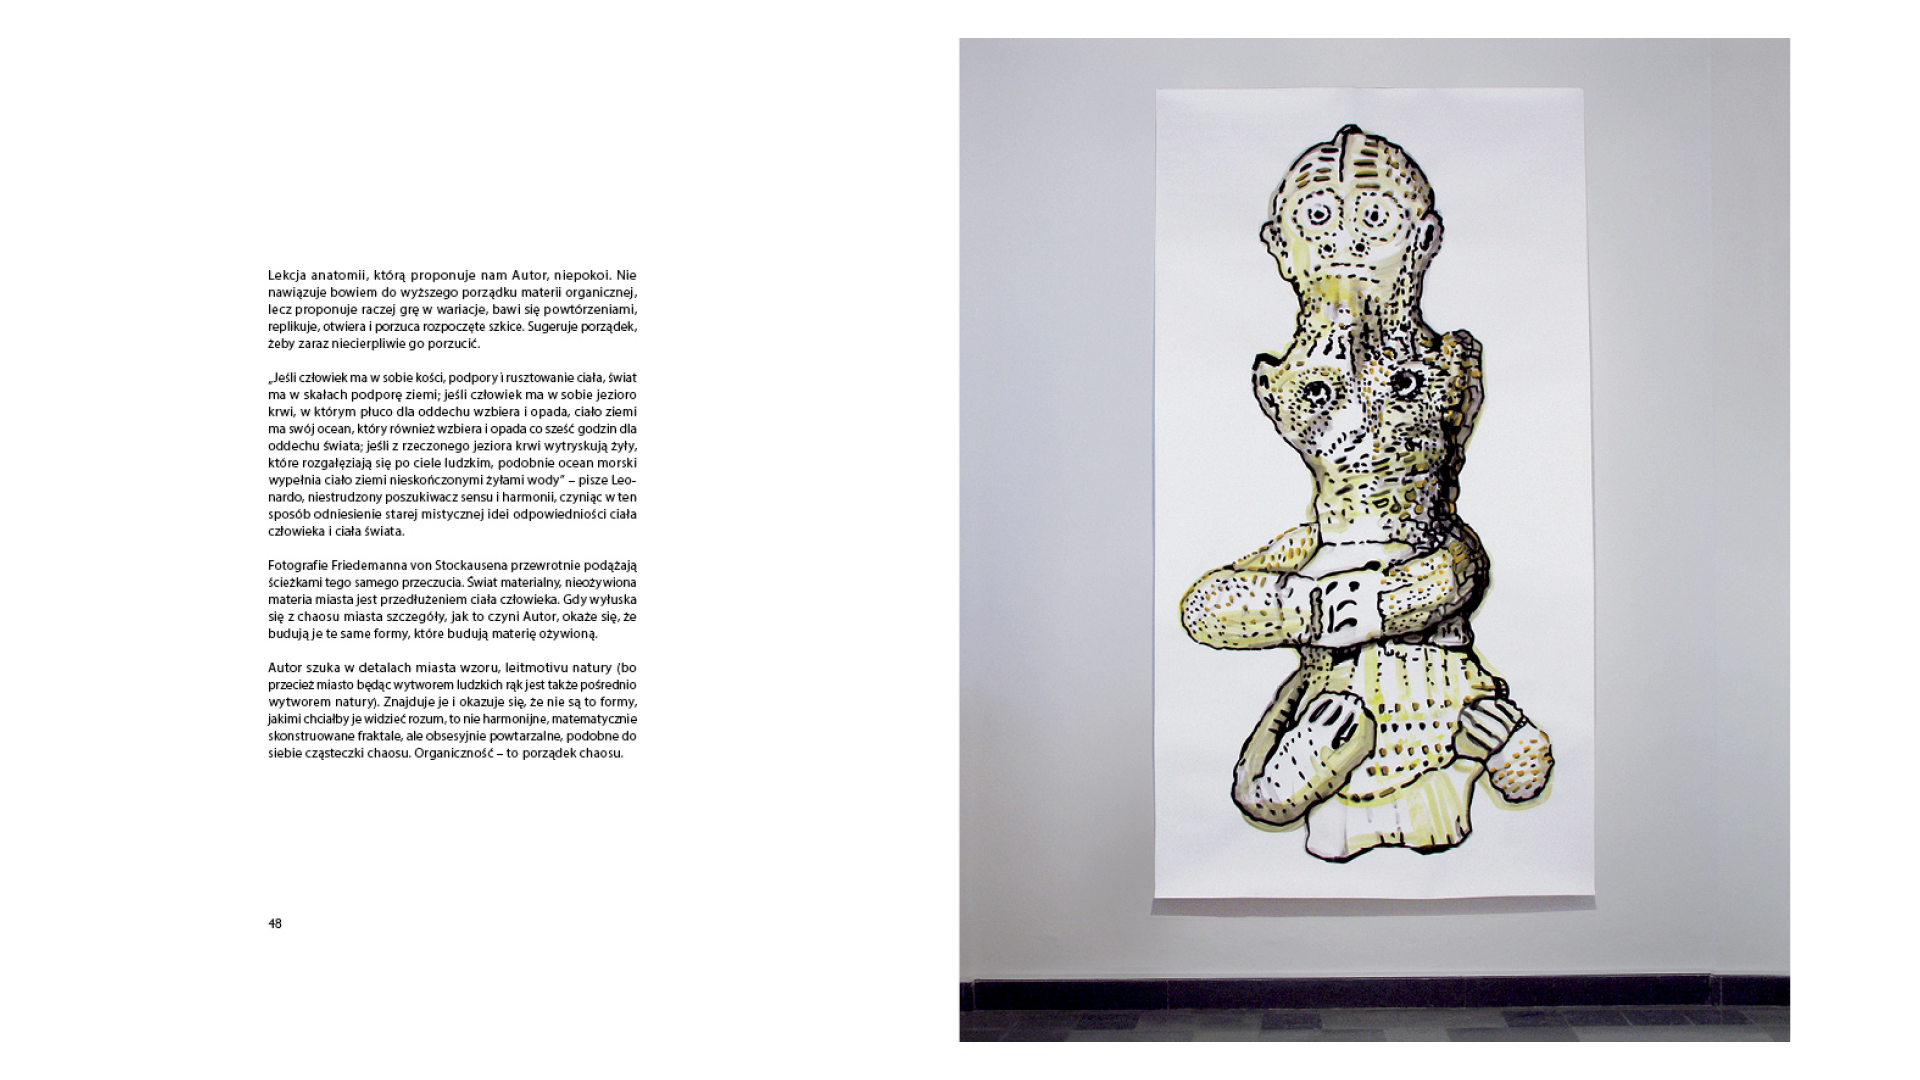 Lekcja anatomii, którą proponuje nam Autor, niepokoi. Nie
nawiązuje bowiem do wyższego porządku materii organicznej,
lecz proponuje raczej grę w wariacje, bawi się powtórzeniami,
replikuje, otwiera i porzuca rozpoczęte szkice. Sugeruje porządek,
żeby zaraz niecierpliwie go porzucić.
„Jeśli człowiek ma w sobie kości, podpory i rusztowanie ciała, świat
ma w skałach podporę ziemi; jeśli człowiek ma w sobie jezioro
krwi, w którym płuco dla oddechu wzbiera i opada, ciało ziemi
ma swój ocean, który również wzbiera i opada co sześć godzin dla
oddechu świata; jeśli z rzeczonego jeziora krwi wytryskują żyły,
które rozgałęziają się po ciele ludzkim, podobnie ocean morski
wypełnia ciało ziemi nieskończonymi żyłami wody” – pisze Leo-
nardo, niestrudzony poszukiwacz sensu i harmonii, czyniąc w ten
sposób odniesienie starej mistycznej idei odpowiedniości ciała
człowieka i ciała świata.
Fotografie Friedemanna von Stockausena przewrotnie podążają
ścieżkami tego samego przeczucia. Świat materialny, nieożywiona
materia miasta jest przedłużeniem ciała człowieka. Gdy wyłuska
się z chaosu miasta szczegóły, jak to czyni Autor, okaże się, że
budują je te same formy, które budują materię ożywioną.
Autor szuka w detalach miasta wzoru, leitmotivu natury (bo
przecież miasto będąc wytworem ludzkich rąk jest także pośrednio
wytworem natury). Znajduje je i okazuje się, że nie są to formy,
jakimi chciałby je widzieć rozum, to nie harmonijne, matematycznie
skonstruowane fraktale, ale obsesyjnie powtarzalne, podobne do
siebie cząsteczki chaosu. Organiczność – to porządek chaosu.
48